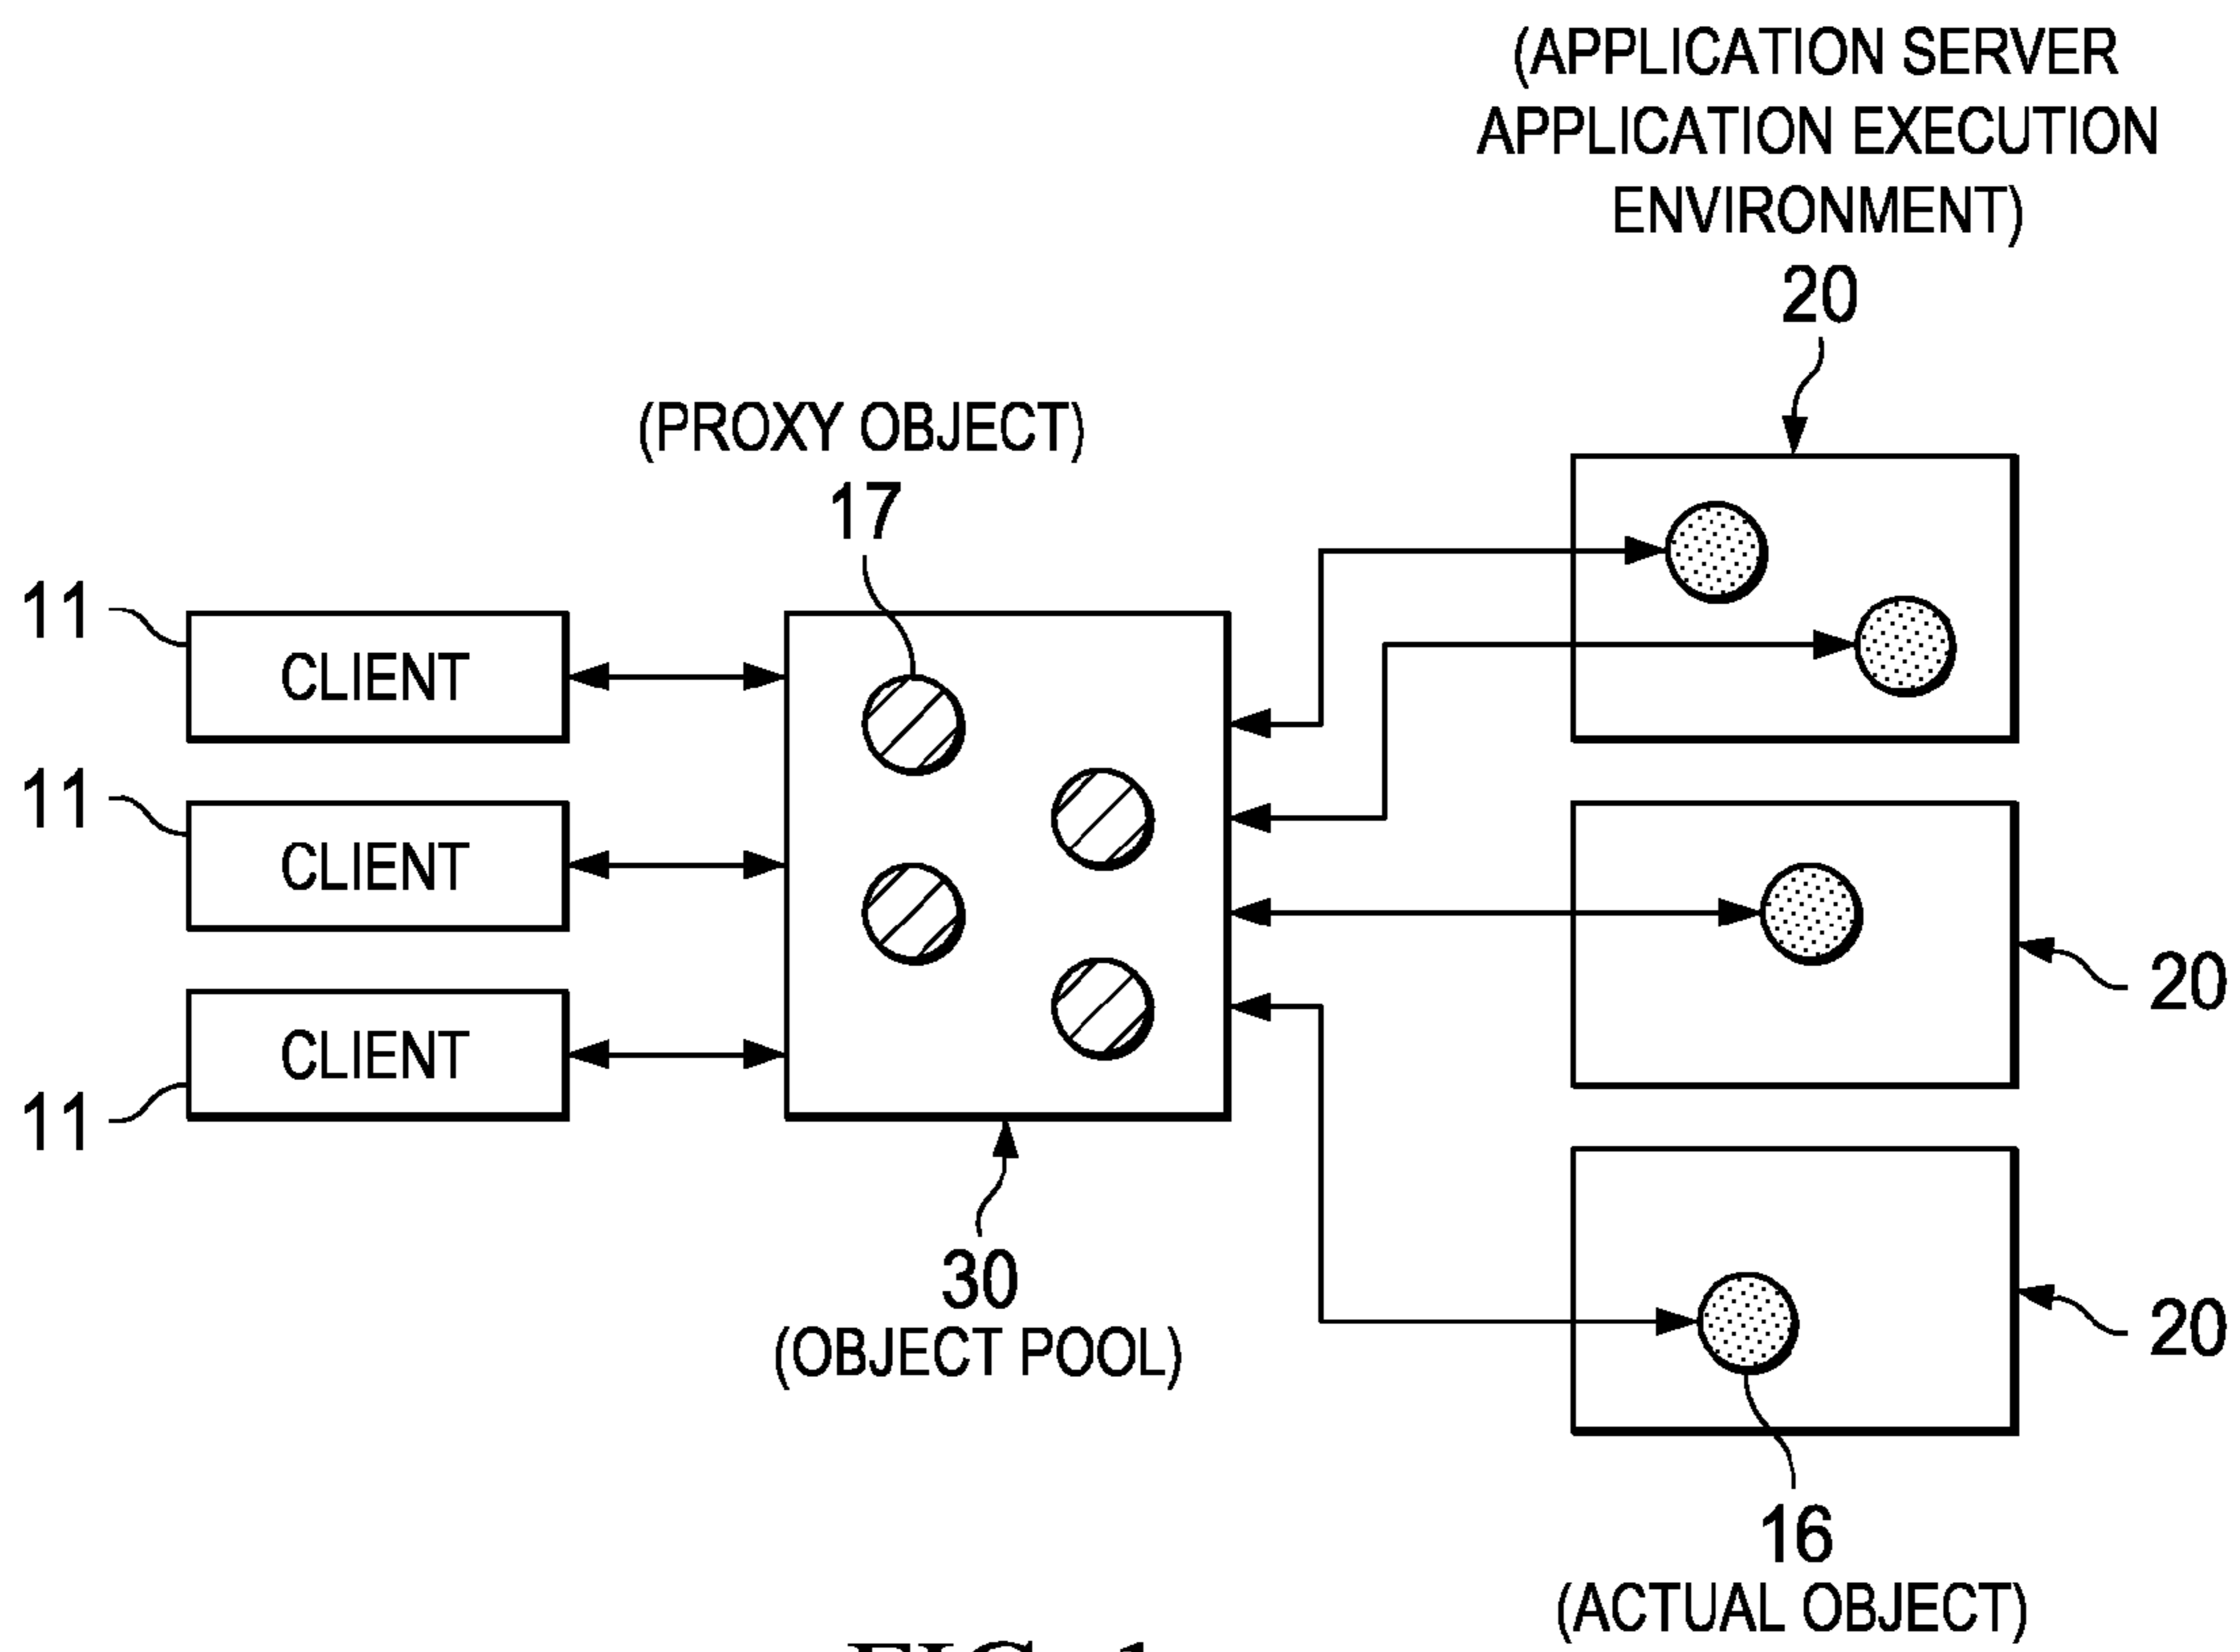 (APPLICATION SERVER
APPLICATION EXECUTION
ENVIRONMENT)
20
(PROXY OBJECT)
17
11
CLIENT
11
CLIENT
20
CLIENT
11
30
(OBJECT POOL)
20
16
(ACTUAL OBJECT)